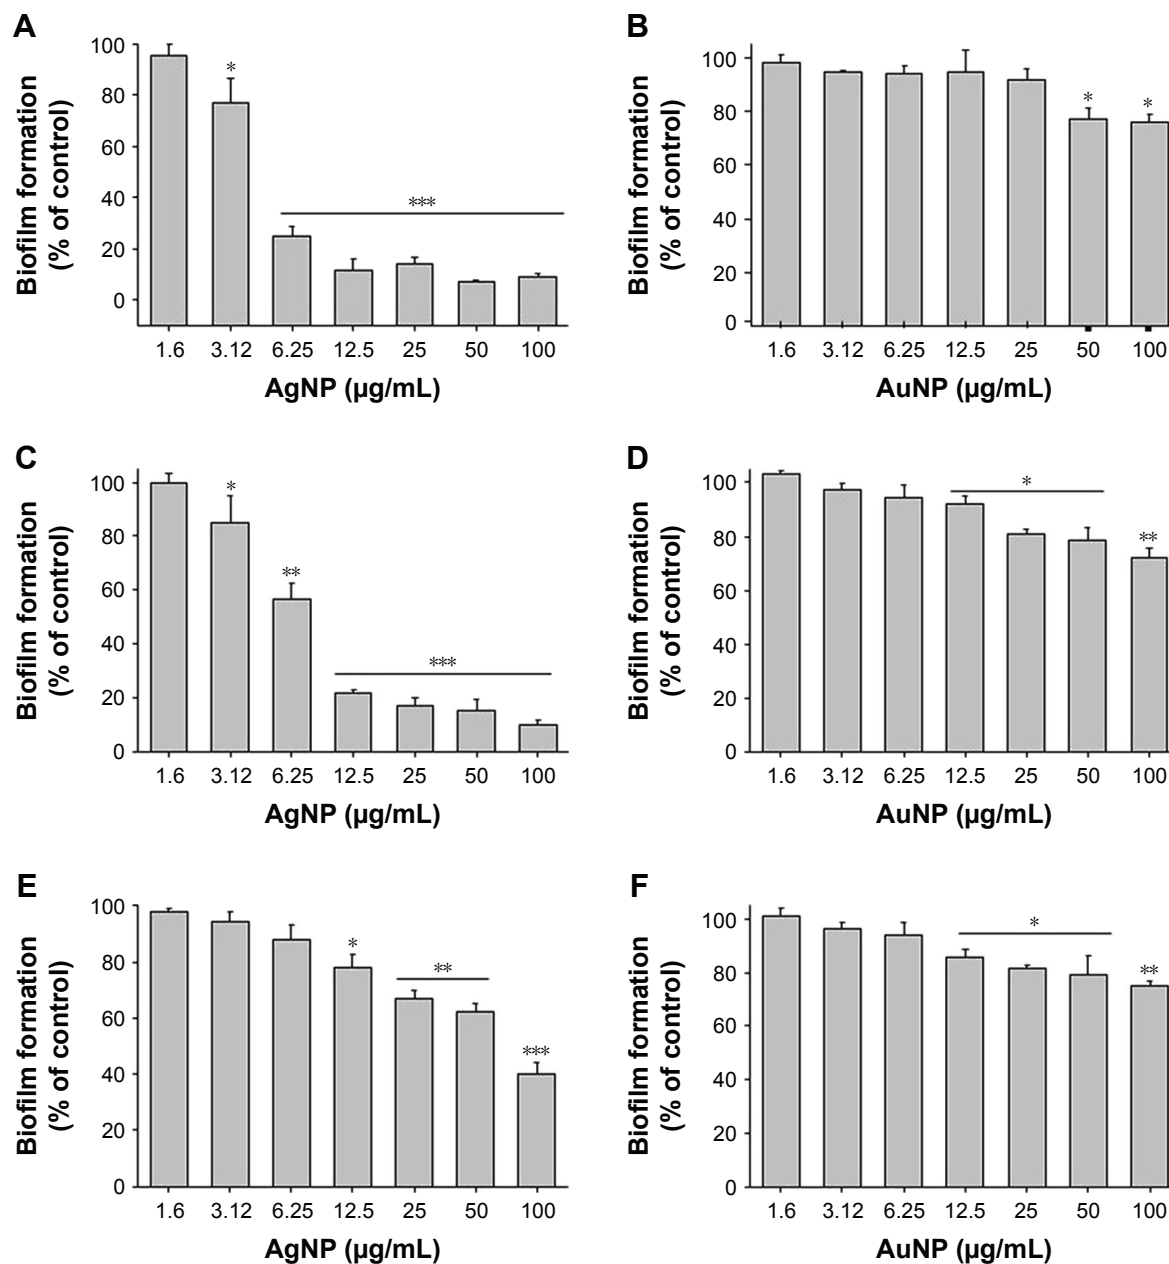 A
Biofilm formation
(% of control)
100
80
60
40
20
0
*
***
1.6 3.12 6.25 12.5 25 50 100
AgNP (µg/mL)
B
Biofilm formation
(% of control)
100
80
60
40
20
0
*
*
1.6 3.12 6.25 12.5 25 50 100
AuNP (µg/mL)
C
Biofilm formation
(% of control)
100
80
60
40
20
0
*
**
***
1.6 3.12 6.25 12.5 25 50 100
AgNP (µg/mL)
D
Biofilm formation
(% of control)
100
80
60
40
20
0
*
**
1.6 3.12 6.25 12.5 25 50 100
AuNP (µg/mL)
E
Biofilm formation
(% of control)
100
80
60
40
20
0
*
**
***
1.6 3.12 6.25 12.5 25 50 100
AgNP (µg/mL)
F
Biofilm formation
(% of control)
100
80
60
40
20
0
*
**
1.6 3.12 6.25 12.5 25 50 100
AuNP (µg/mL)